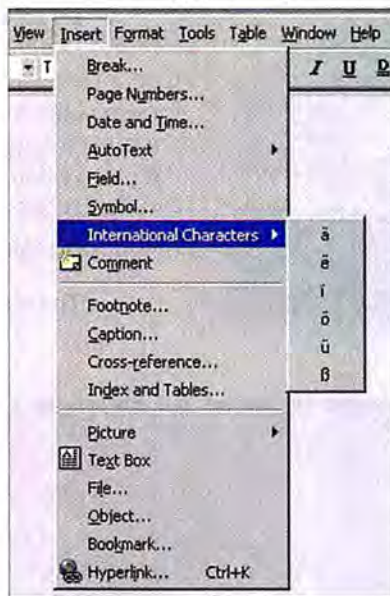 View Insert Format Tools Table Window Help
T I U D
Break...
Page Numbers...
Date and Time...
AutoText
Field...
Symbol...
International Characters
ä
ë
ï
ö
ü
ß
Comment
Footnote...
Caption...
Cross-reference...
Index and Tables...
Picture
Text Box
File...
Object...
Bookmark...
Hyperlink... Ctrl+K